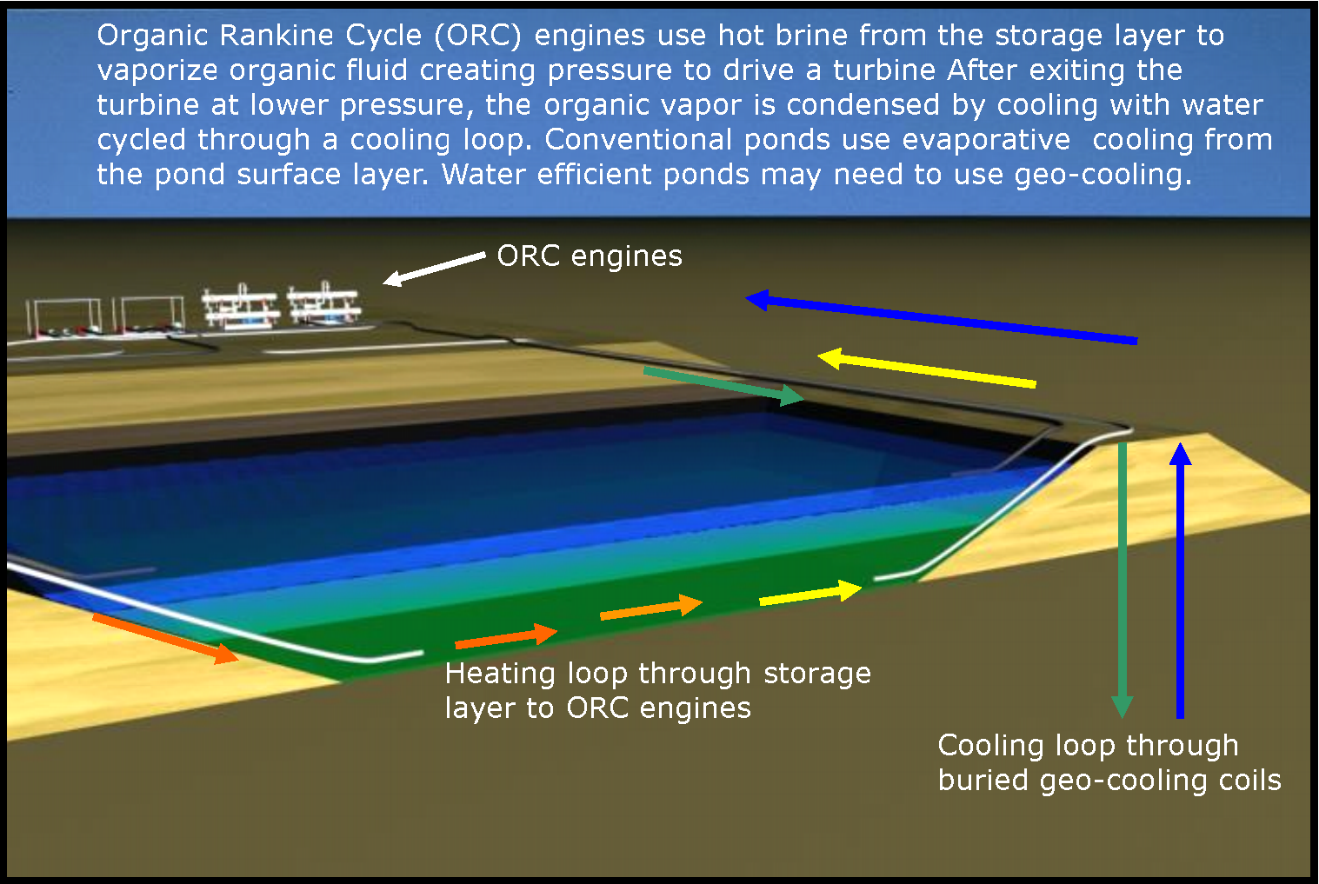 Organic Rankine Cycle (ORC) engines use hot brine from the storage layer to
vaporize organic fluid creating pressure to drive a turbine After exiting the
turbine at lower pressure, the organic vapor is condensed by cooling with water
cycled through a cooling loop. Conventional ponds use evaporative  cooling from
the pond surface layer. Water efficient ponds may need to use geo-cooling.
ORC engines
Heating loop through storage
layer to ORC engines
Cooling loop through
buried geo-cooling coils